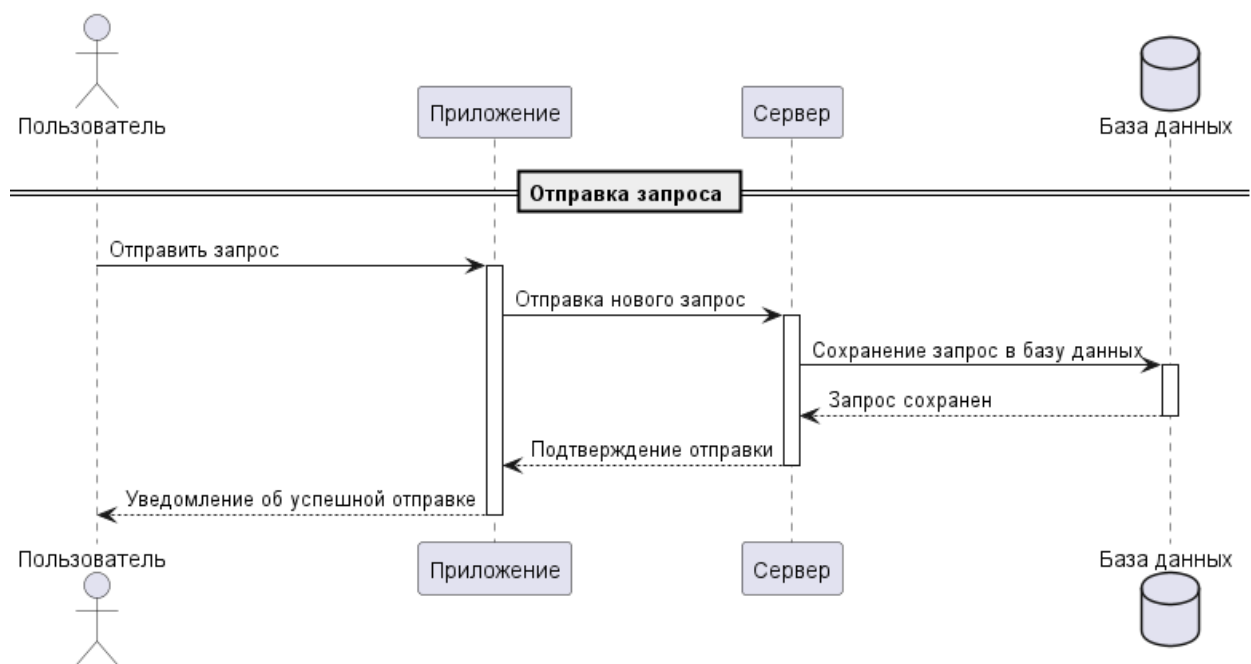 Пользователь
Приложение
Сервер
База данных
Отправка запроса
Отправить запрос
Отправка нового запрос
Сохранение запрос в базу данных
Запрос сохранен
Подтверждение отправки
Уведомление об успешной отправке
Пользователь
Приложение
Сервер
База данных